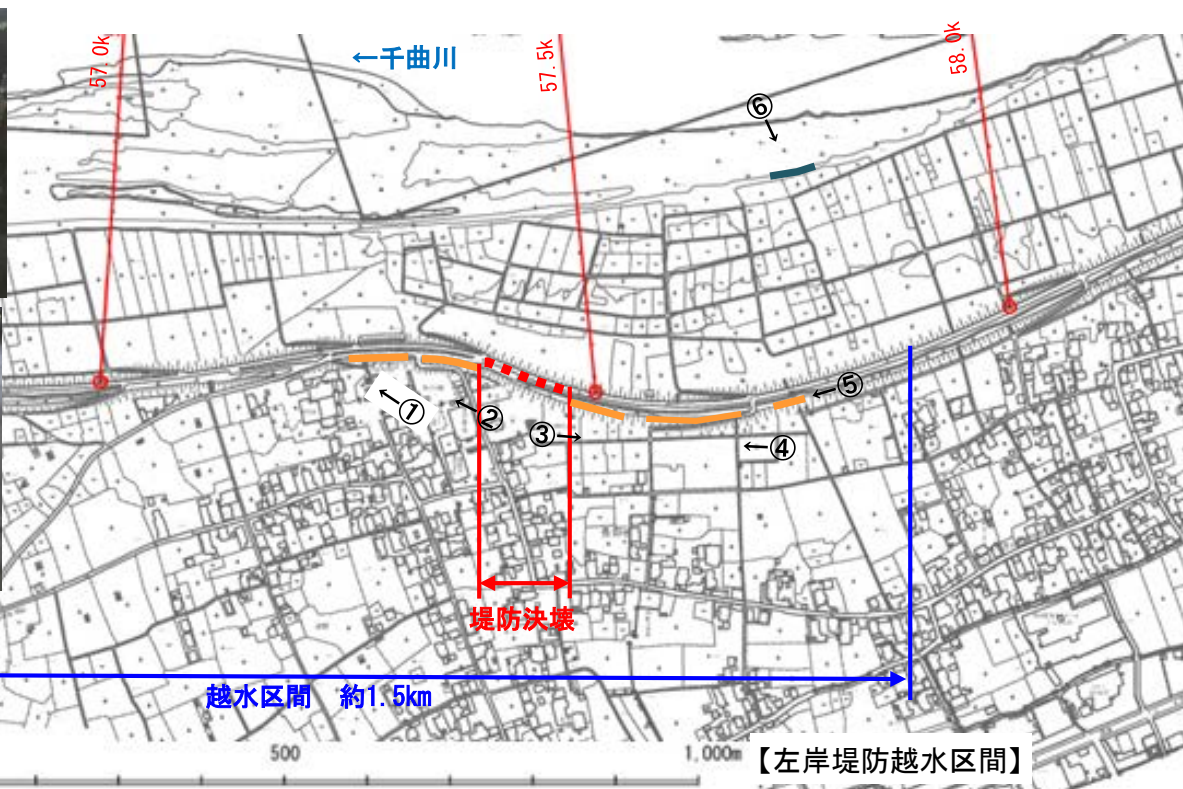 ←千曲川
57.0k
57.5k
58.0k
⑥
←⑤
←①
←②
③→
←④
堤防決壊
越水区間 約1.5km
500
1,000m
【左岸堤防越水区間】